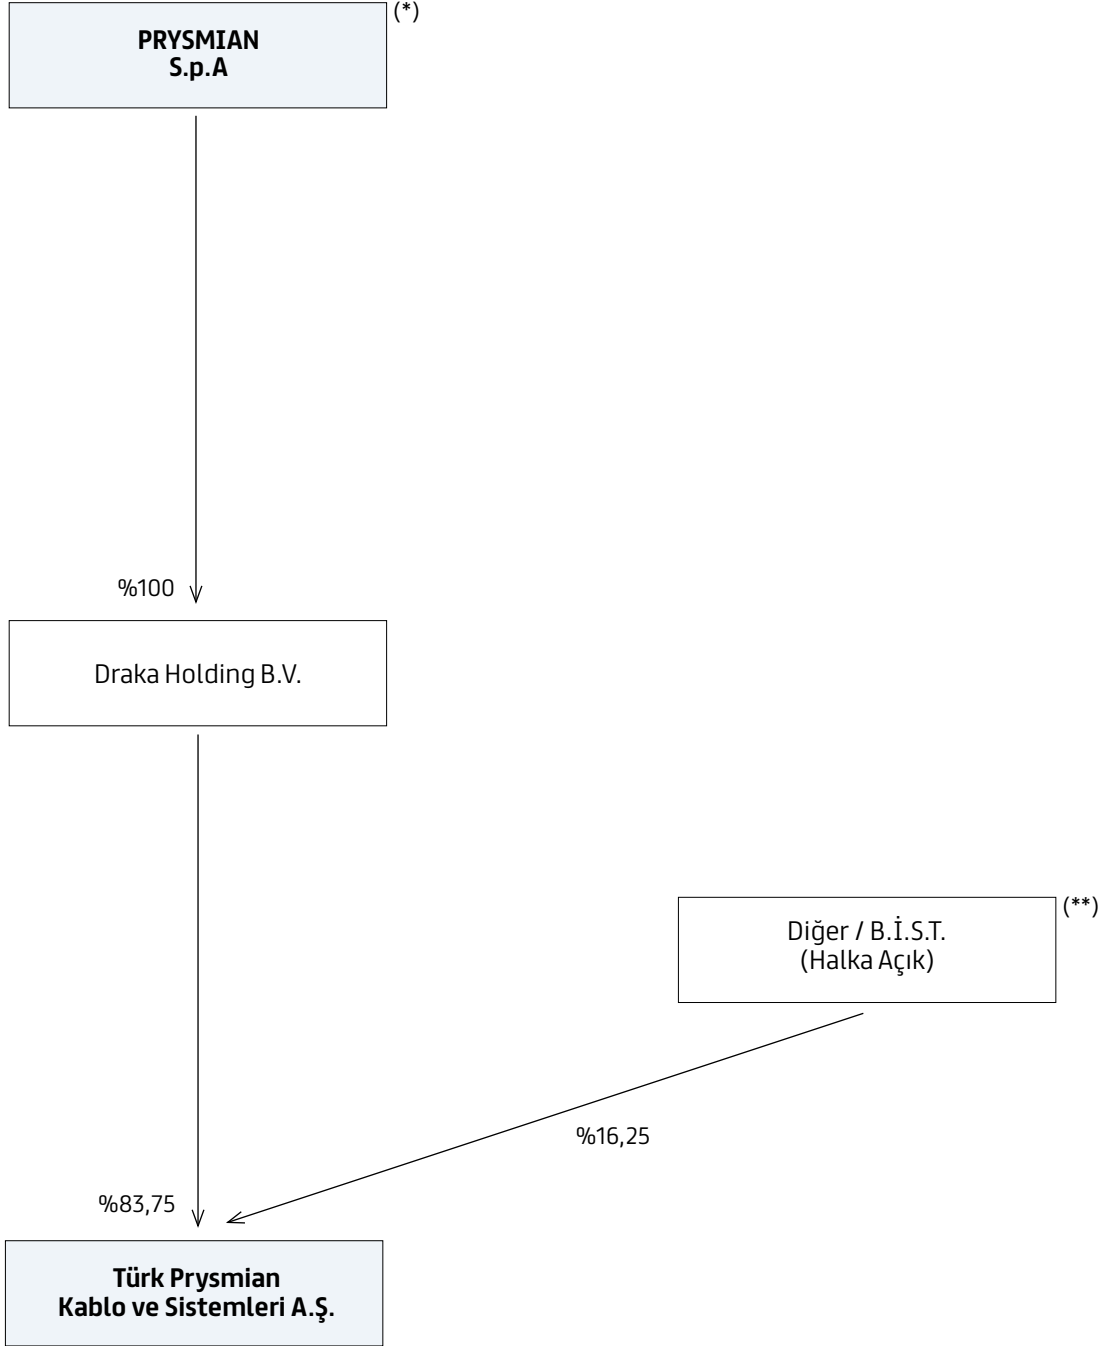 PRYSMIAN
S.p.A
(*)
%100
Draka Holding B.V.
Diğer / B.İ.S.T.
(Halka Açık)
(**)
%16,25
%83,75
Türk Prysmian
Kablo ve Sistemleri A.Ş.